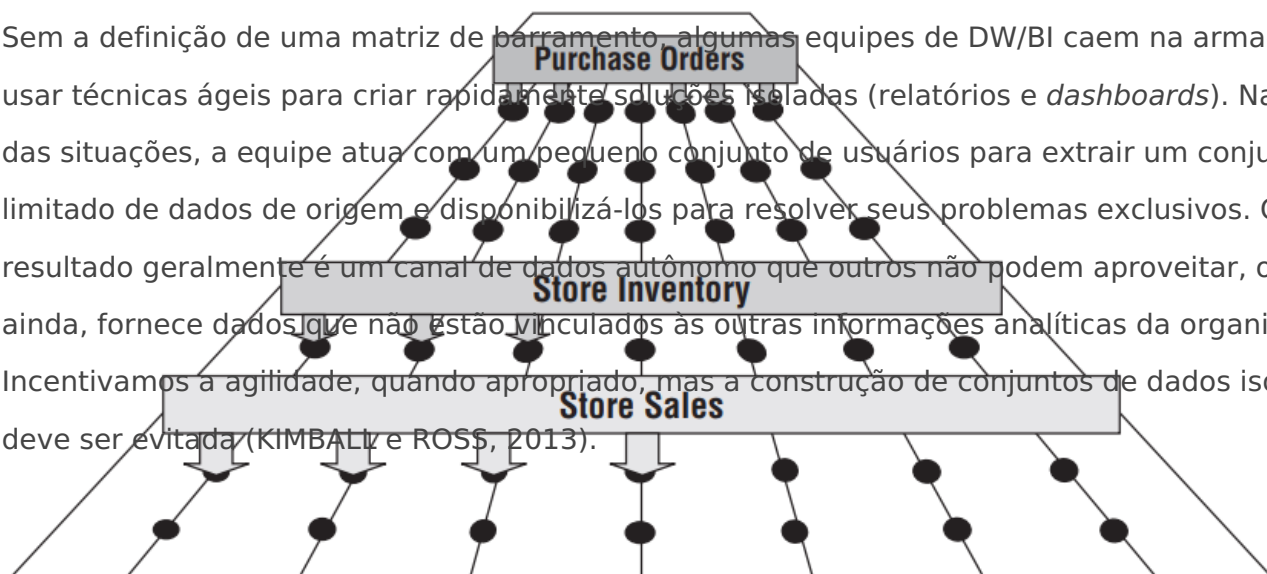 Sem a definição de uma matriz de barramento, algumas equipes de DW/BI caem na arma
Purchase Orders
usar técnicas ágeis para criar rapidamente soluções isoladas (relatórios e dashboards). Na
das situações, a equipe atua com um pequeno conjunto de usuários para extrair um conju
limitado de dados de origem e disponibilizá-los para resolver seus problemas exclusivos. O
resultado geralmente é um canal de dados autônomo que outros não podem aproveitar, o
Store Inventory
ainda, fornece dados que não estão vinculados às outras informações analíticas da organi
Incentivamos a agilidade, quando apropriado, mas a construção de conjuntos de dados iso
Store Sales
deve ser evitada (KIMBALL e ROSS, 2013).